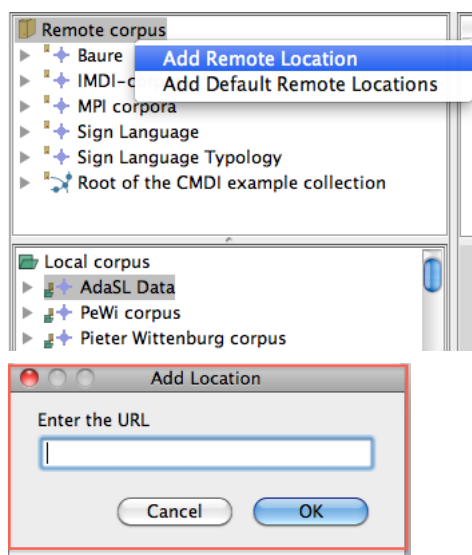 Remote corpus
Baure
Add Remote Location
IMDI-c
Add Default Remote Locations
MPI corpora
Sign Language
Sign Language Typology
Root of the CMDI example collection
Local corpus
AdaSL Data
PeWi corpus
Pieter Wittenburg corpus
Add Location
Enter the URL
Cancel
OK